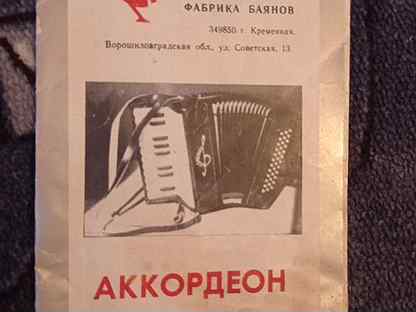 ФАБРИКА БАЯНОВ
349850 г. Кременная,
Ворошиловградская обл., ул. Советская, 13.
АККОРДЕОН